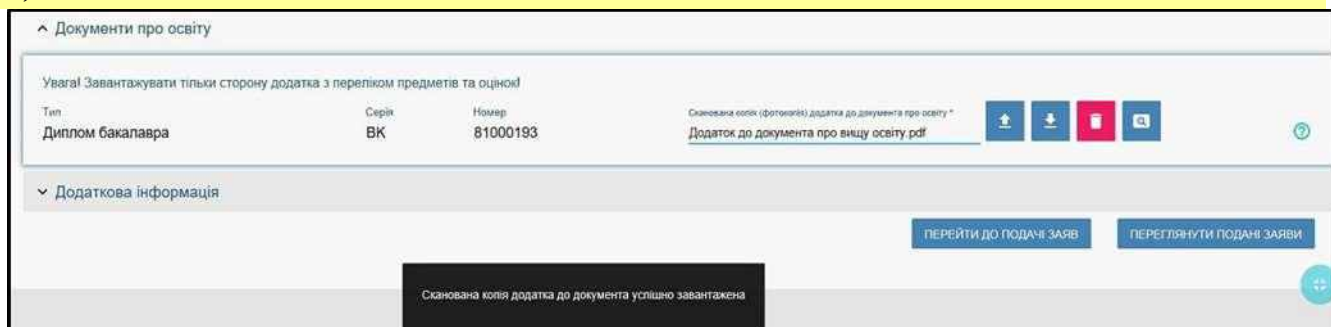 Документи про освіту
Увага! Завантажувати тільки сторону додатка з переліком предметів та оцінок!
Тип
Серія
Номер
Сканована копія (фотокопія) додатка до документа про освіту *
Диплом бакалавра
ВК
81000193
Додаток до документа про вищу освіту.pdf
Додаткова інформація
ПЕРЕЙТИ ДО ПОДАЧІ ЗАЯВ
ПЕРЕГЛЯНУТИ ПОДАНІ ЗАЯВИ
Сканована копія додатка до документа успішно завантажена